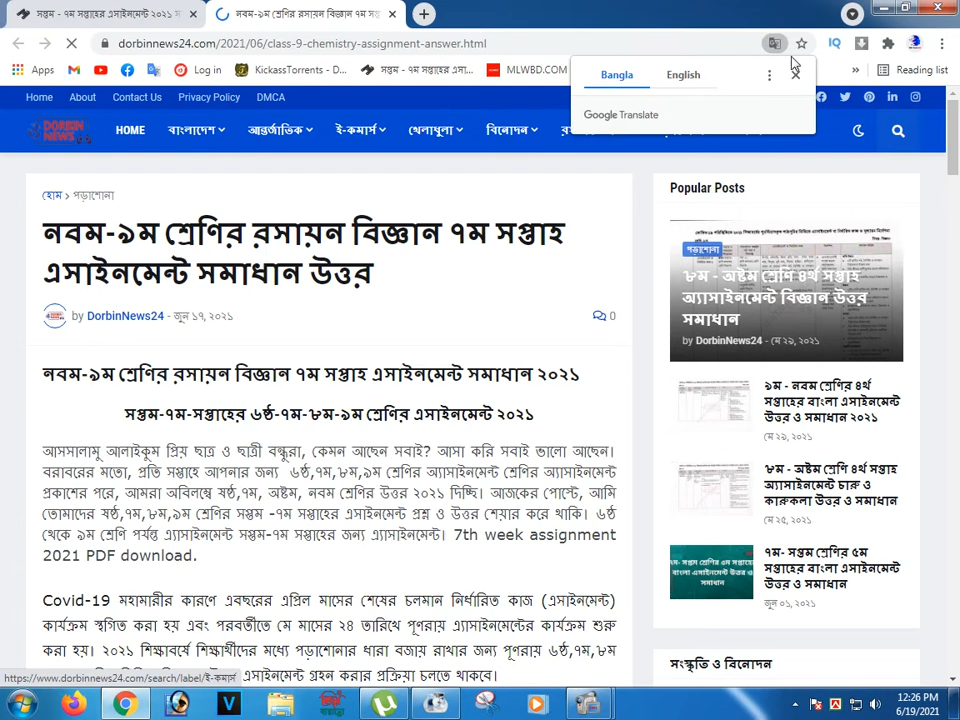 সপ্তম - ৭ম সপ্তাহের এসাইনমেন্ট ২০২১ স
নবম-৯ম শ্রেণির রসায়ন বিজ্ঞান ৭ম সপ্ত
dorbinnews24.com/2021/06/class-9-chemistry-assignment-answer.html
Apps
Log in
KickassTorrents - D...
সপ্তম - ৭ম সপ্তাহের এসা...
MLWBD.COM
»
Reading list
Bangla
English
Google Translate
Home
About
Contact Us
Privacy Policy
DMCA
DORBIN
NEWS
HOME
বাংলাদেশ
আন্তর্জাতিক
ই-কমার্স
খেলাধুলা
বিনোদন
হোম › পড়াশোনা
নবম-৯ম শ্রেণির রসায়ন বিজ্ঞান ৭ম সপ্তাহ
এসাইনমেন্ট সমাধান উত্তর
by DorbinNews24 - জুন ১৭, ২০২১
0
নবম-৯ম শ্রেণির রসায়ন বিজ্ঞান ৭ম সপ্তাহ এসাইনমেন্ট সমাধান ২০২১
সপ্তম-৭ম-সপ্তাহের ৬ষ্ঠ-৭ম-৮ম-৯ম শ্রেণির এসাইনমেন্ট ২০২১
আসসালামু আলাইকুম প্রিয় ছাত্র ও ছাত্রী বন্ধুরা, কেমন আছেন সবাই? আসা করি সবাই ভালো আছেন।
বরাবরের মতো, প্রতি সপ্তাহে আপনার জন্য ৬ষ্ঠ,৭ম,৮ম,৯ম শ্রেণির অ্যাসাইনমেন্ট শ্রেণির অ্যাসাইনমেন্ট
প্রকাশের পরে, আমরা অবিলম্বে ষষ্ঠ,৭ম, অষ্টম, নবম শ্রেণির উত্তর ২০২১ দিচ্ছি। আজকের পোস্টে, আমি
তোমাদের ষষ্ঠ,৭ম,৮ম,৯ম শ্রেণির সপ্তম -৭ম সপ্তাহের এসাইনমেন্ট প্রশ্ন ও উত্তর শেয়ার করে থাকি। ৬ষ্ঠ
থেকে ৯ম শ্রেণি পর্যন্ত এ্যাসাইনমেন্ট সপ্তম-৭ম সপ্তাহের জন্য এ্যাসাইনমেন্ট। 7th week assignment
2021 PDF download.
Covid-19 মহামারীর কারণে এবছরের এপ্রিল মাসের শেষের চলমান নির্ধারিত কাজ (এসাইনমেন্ট)
কার্যক্রম স্থগিত করা হয় এবং পরবর্তীতে মে মাসের ২৪ তারিখে পূণরায় এ্যাসাইনমেন্টের কার্যক্রম শুরু
করা হয়। ২০২১ শিক্ষাবর্ষে শিক্ষার্থীদের মধ্যে পড়াশোনার ধারা বজায় রাখার জন্য পূণরায় ৬ষ্ঠ,৭ম,৮ম
এসাইনমেন্ট গ্রহন করার প্রক্রিয়া চলতে থাকবে।
Popular Posts
পড়াশোনা
৮ম - অষ্টম শ্রেণি ৪র্থ সপ্তাহ
অ্যাসাইনমেন্ট বিজ্ঞান উত্তর
সমাধান
by DorbinNews24 - মে ২৯, ২০২১
৯ম - নবম শ্রেণির ৪র্থ
সপ্তাহের বাংলা এসাইনমেন্ট
উত্তর ও সমাধান ২০২১
মে ২৯, ২০২১
৮ম - অষ্টম শ্রেণি ৪র্থ সপ্তাহ
অ্যাসাইনমেন্ট চারু ও
কারুকলা উত্তর ও সমাধান
মে ২৫, ২০২১
৭ম- সপ্তম শ্রেণির ৫ম
সপ্তাহের বাংলা এসাইনমেন্ট
উত্তর ও সমাধান
জুন ০১, ২০২১
সংস্কৃতি ও বিনোদন
https://www.dorbinnews24.com/search/label/ই-কমার্স
12:26 PM
6/19/2021